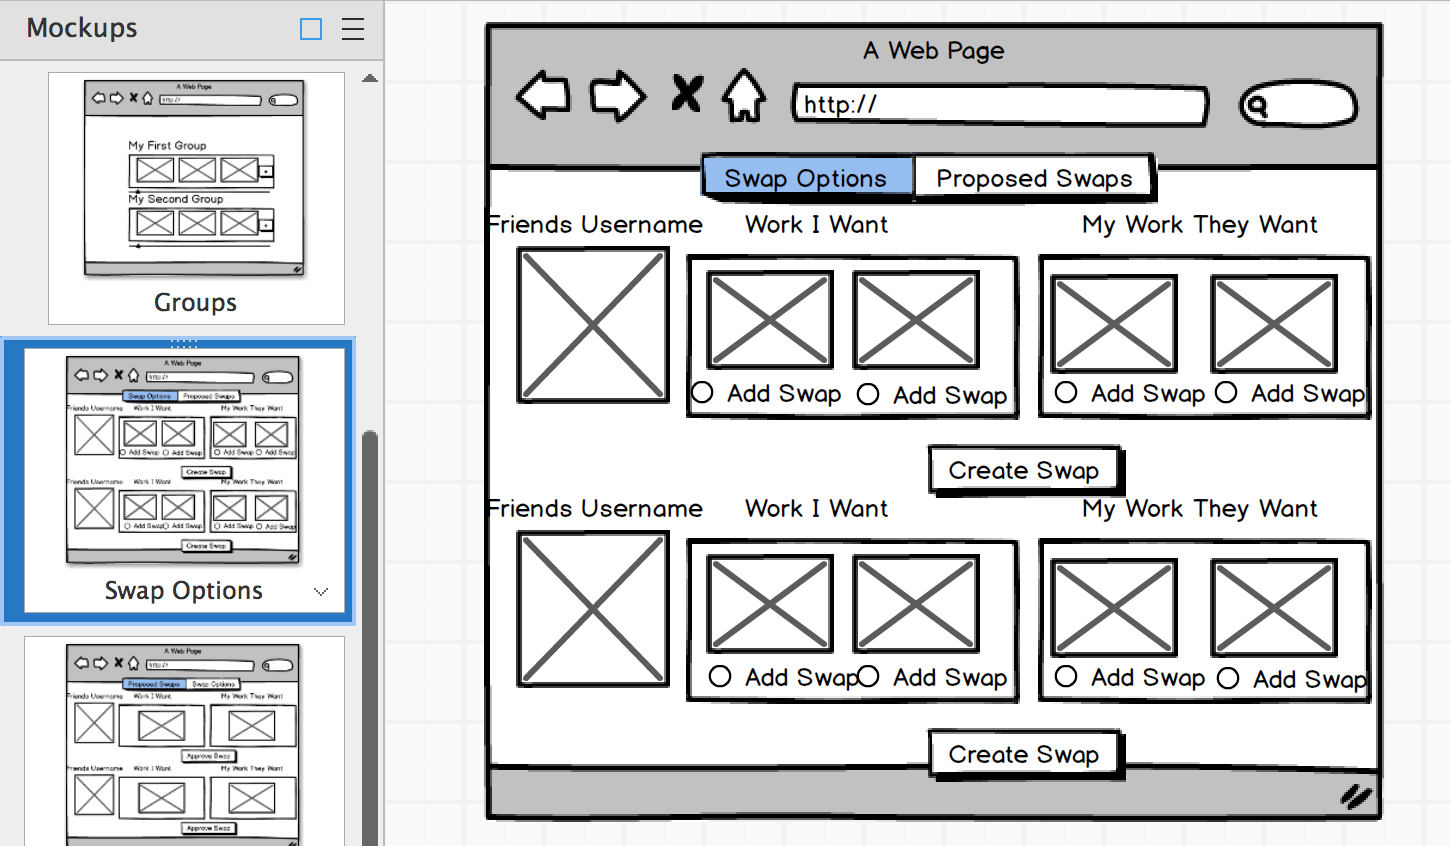 Mockups
A Web Page
http://
My First Group
My Second Group
Groups
A Web Page
http://
Swap Options Proposed Swaps
Friends Username Work I Want My Work They Want
Add Swap Add Swap Add Swap Add Swap
Create Swap
Friends Username Work I Want My Work They Want
Add Swap Add Swap Add Swap Add Swap
Create Swap
Swap Options
A Web Page
http://
Proposed Swaps Swap Options
Friends Username Work I Want My Work They Want
Approve Swap
Friends Username Work I Want My Work They Want
Approve Swap
A Web Page
http://
Swap Options Proposed Swaps
Friends Username Work I Want My Work They Want
Add Swap Add Swap Add Swap Add Swap
Create Swap
Friends Username Work I Want My Work They Want
Add Swap Add Swap Add Swap Add Swap
Create Swap